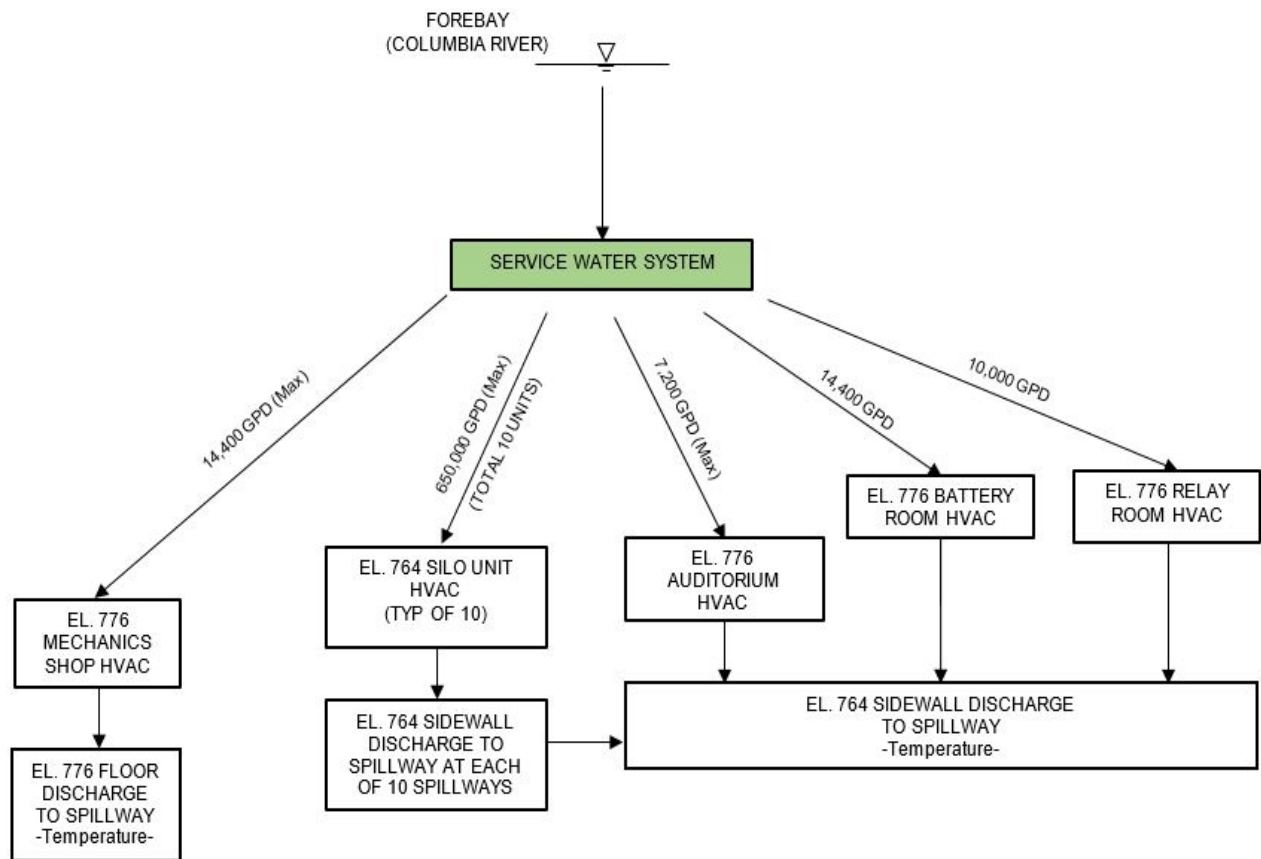 FOREBAY
(COLUMBIA RIVER)
SERVICE WATER SYSTEM
14,400 GPD (Max)
650,000 GPD (Max)
(TOTAL 10 UNITS)
7,200 GPD (Max)
14,400 GPD
10,000 GPD
EL. 776
MECHANICS
SHOP HVAC
EL. 764 SILO UNIT
HVAC
(TYP OF 10)
EL. 776
AUDITORIUM
HVAC
EL. 776 BATTERY
ROOM HVAC
EL. 776 RELAY
ROOM HVAC
EL. 776 FLOOR
DISCHARGE
TO SPILLWAY
-Temperature-
EL. 764 SIDEWALL
DISCHARGE TO
SPILLWAY AT EACH
OF 10 SPILLWAYS
EL. 764 SIDEWALL DISCHARGE
TO SPILLWAY
-Temperature-